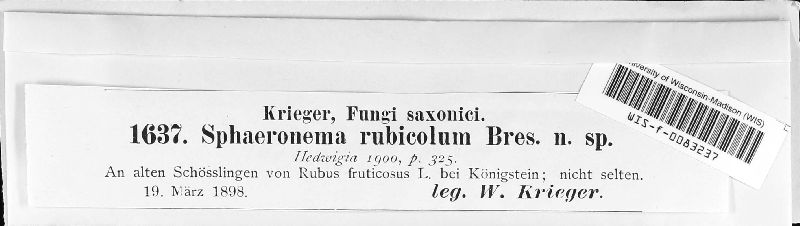 Krieger, Fungi saxonici.
1637. Sphaeronema rubicolum Bres. n. sp.
Hedwigia 1900, p. 325.
An alten Schösslingen von Rubus fruticosus L. bei Königstein; nicht selten.
19. März 1898. leg. W. Krieger.
University of Wisconsin-Madison (WIS)
WIS-f-0083237